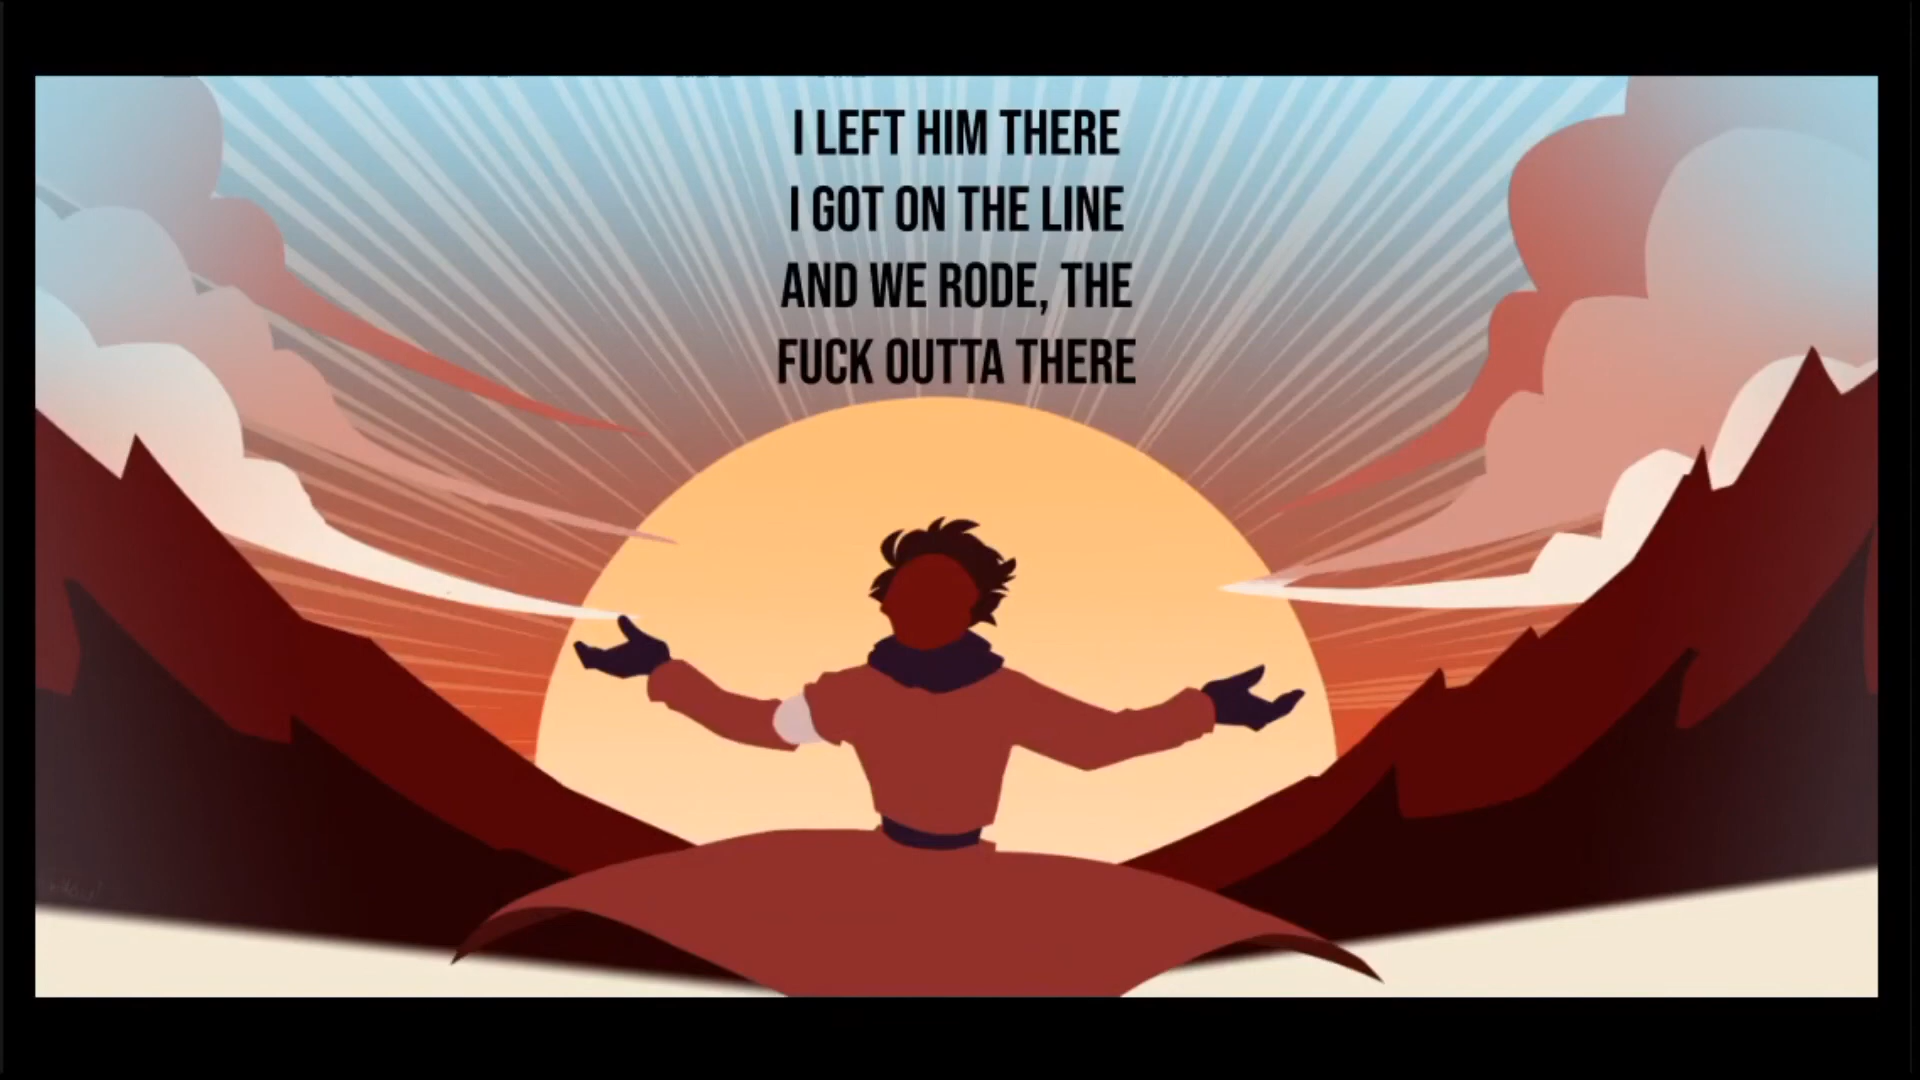 I LEFT HIM THERE
I GOT ON THE LINE
AND WE RODE, THE
FUCK OUTTA THERE